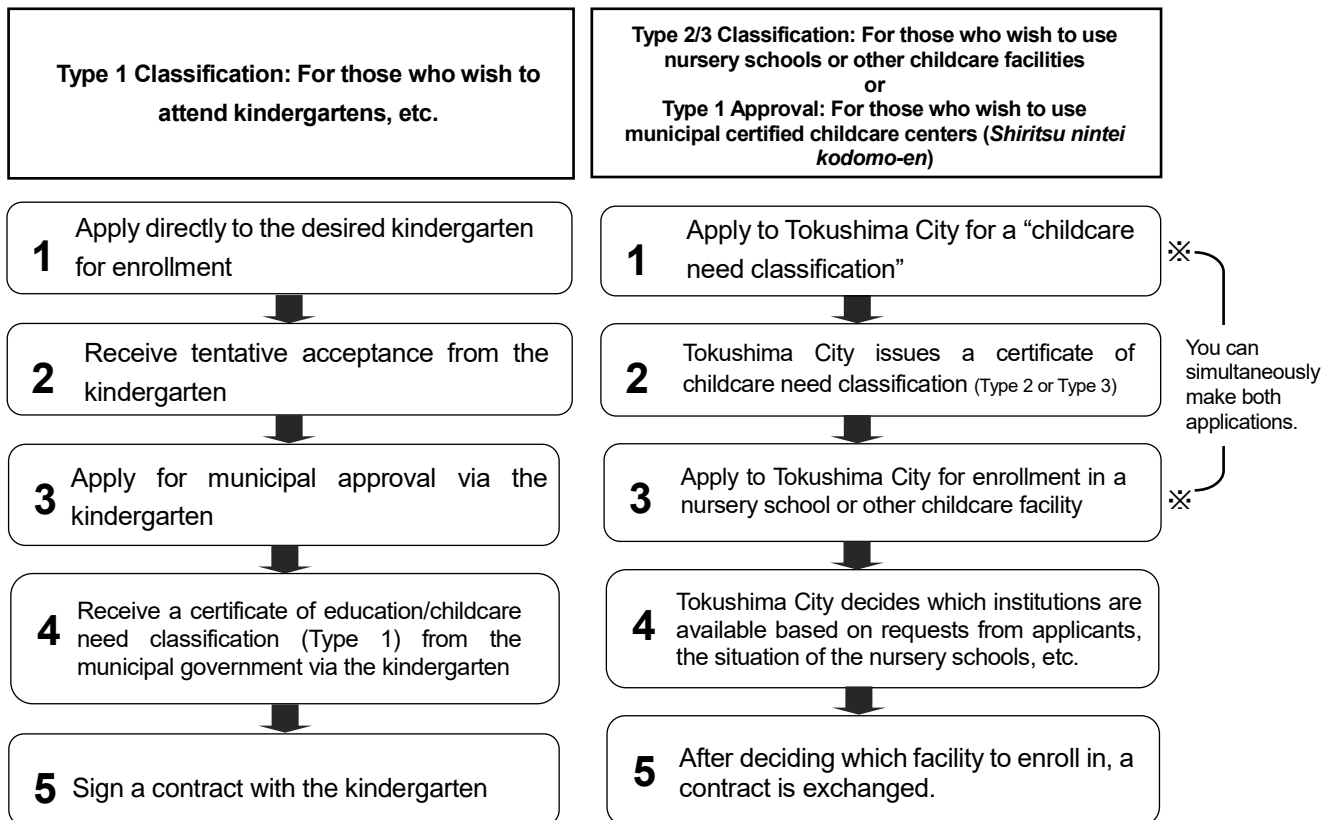 Type 1 Classification: For those who wish to
attend kindergartens, etc.
1
Apply directly to the desired kindergarten
for enrollment
2
Receive tentative acceptance from the
kindergarten
3
Apply for municipal approval via the
kindergarten
4
Receive a certificate of education/childcare
need classification (Type 1) from the
municipal government via the kindergarten
5 Sign a contract with the kindergarten
Type 2/3 Classification: For those who wish to use
nursery schools or other childcare facilities
or
Type 1 Approval: For those who wish to use
municipal certified childcare centers (Shiritsu nintei
kodomo-en)
1
Apply to Tokushima City for a “childcare
need classification”
※
2
Tokushima City issues a certificate of
childcare need classification (Type 2 or Type 3)
3
Apply to Tokushima City for enrollment in a
nursery school or other childcare facility
※
You can
simultaneously
make both
applications.
4
Tokushima City decides which institutions are
available based on requests from applicants,
the situation of the nursery schools, etc.
5
After deciding which facility to enroll in, a
contract is exchanged.